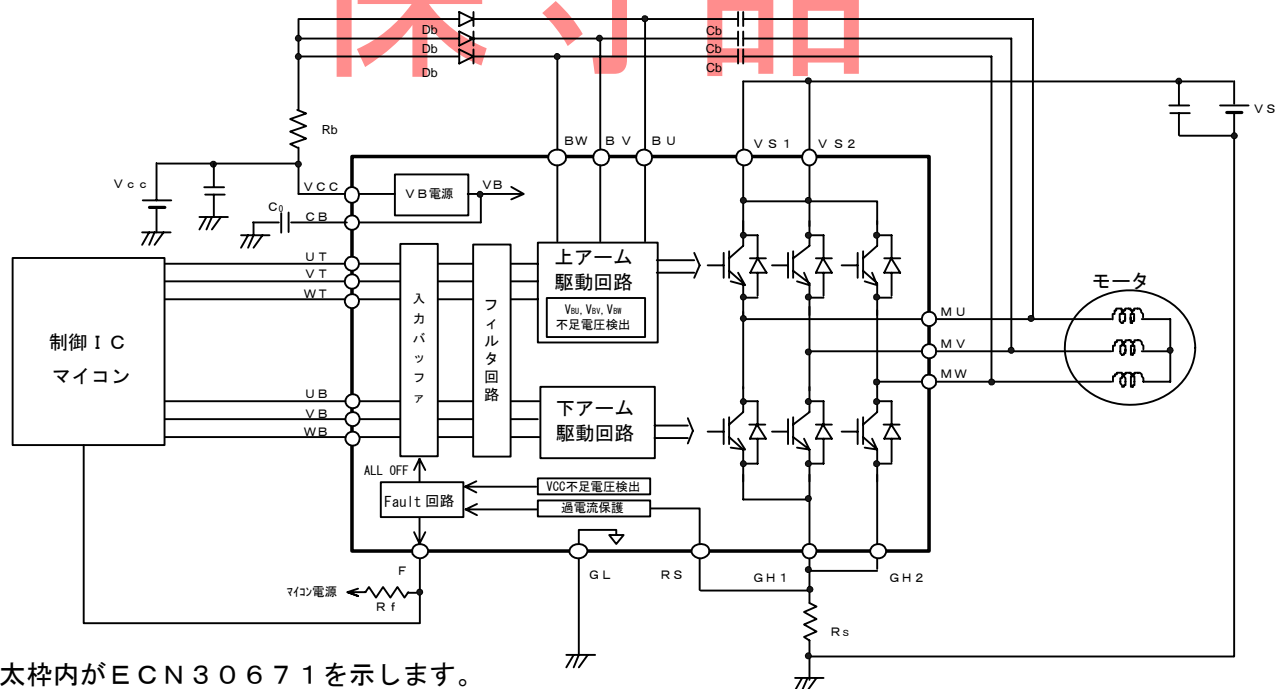 保守品
Db
Db
Db
Cb
Cb
Cb
Rb
VS
BW
BV
BU
VS1
VS2
Vcc
VCC
VB電源
VB
C0
CB
UT
VT
WT
制御IC
マイコン
入力バッファ
フィルタ回路
上アーム
駆動回路
VBU, VBV, VBW
不足電圧検出
モータ
MU
MV
MW
UB
VB
WB
下アーム
駆動回路
ALL OFF
Fault回路
VCC不足電圧検出
過電流保護
F
GL
RS
GH1
GH2
マイコン電源
Rf
Rs
太枠内がECN30671を示します。